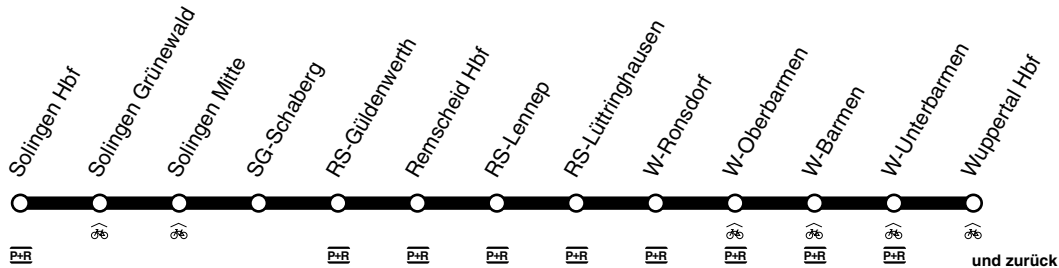 Solingen Hbf
Solingen Grünewald
Solingen Mitte
SG-Schaberg
RS-Güldenwerth
Remscheid Hbf
RS-Lennep
RS-Lüttringhausen
W-Ronsdorf
W-Oberbarmen
W-Barmen
W-Unterbarmen
Wuppertal Hbf
P+R P+R P+R P+R P+R P+R P+R P+R P+R
und zurück